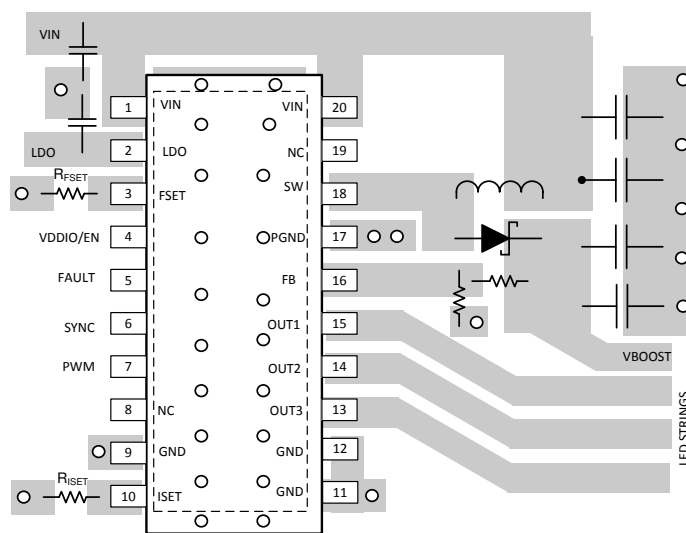 VIN
1 VIN VIN 20
LDO 2 LDO NC 19
RFSET 3 FSET SW 18
VDDIO/EN 4 PGND 17
FAULT 5 FB 16
SYNC 6 OUT1 15
PWM 7 OUT2 14 VBOOST
8 NC OUT3 13
9 GND GND 12
RISET 10 ISET GND 11
LED STRINGS